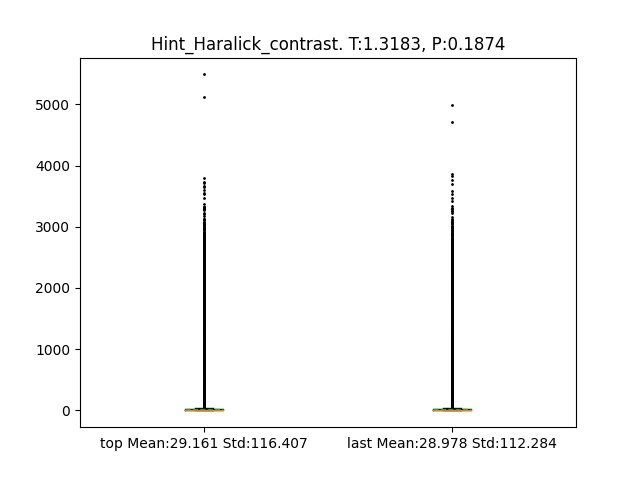 Hint_Haralick_contrast. T:1.3183, P:0.1874
5000
4000
3000
2000
1000
0
top Mean:29.161 Std:116.407
last Mean:28.978 Std:112.284